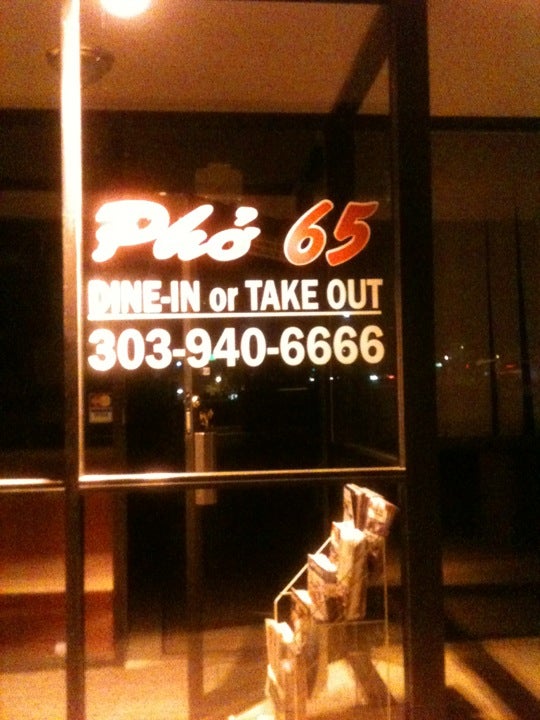 Phở 65
DINE-IN or TAKE OUT
303-940-6666